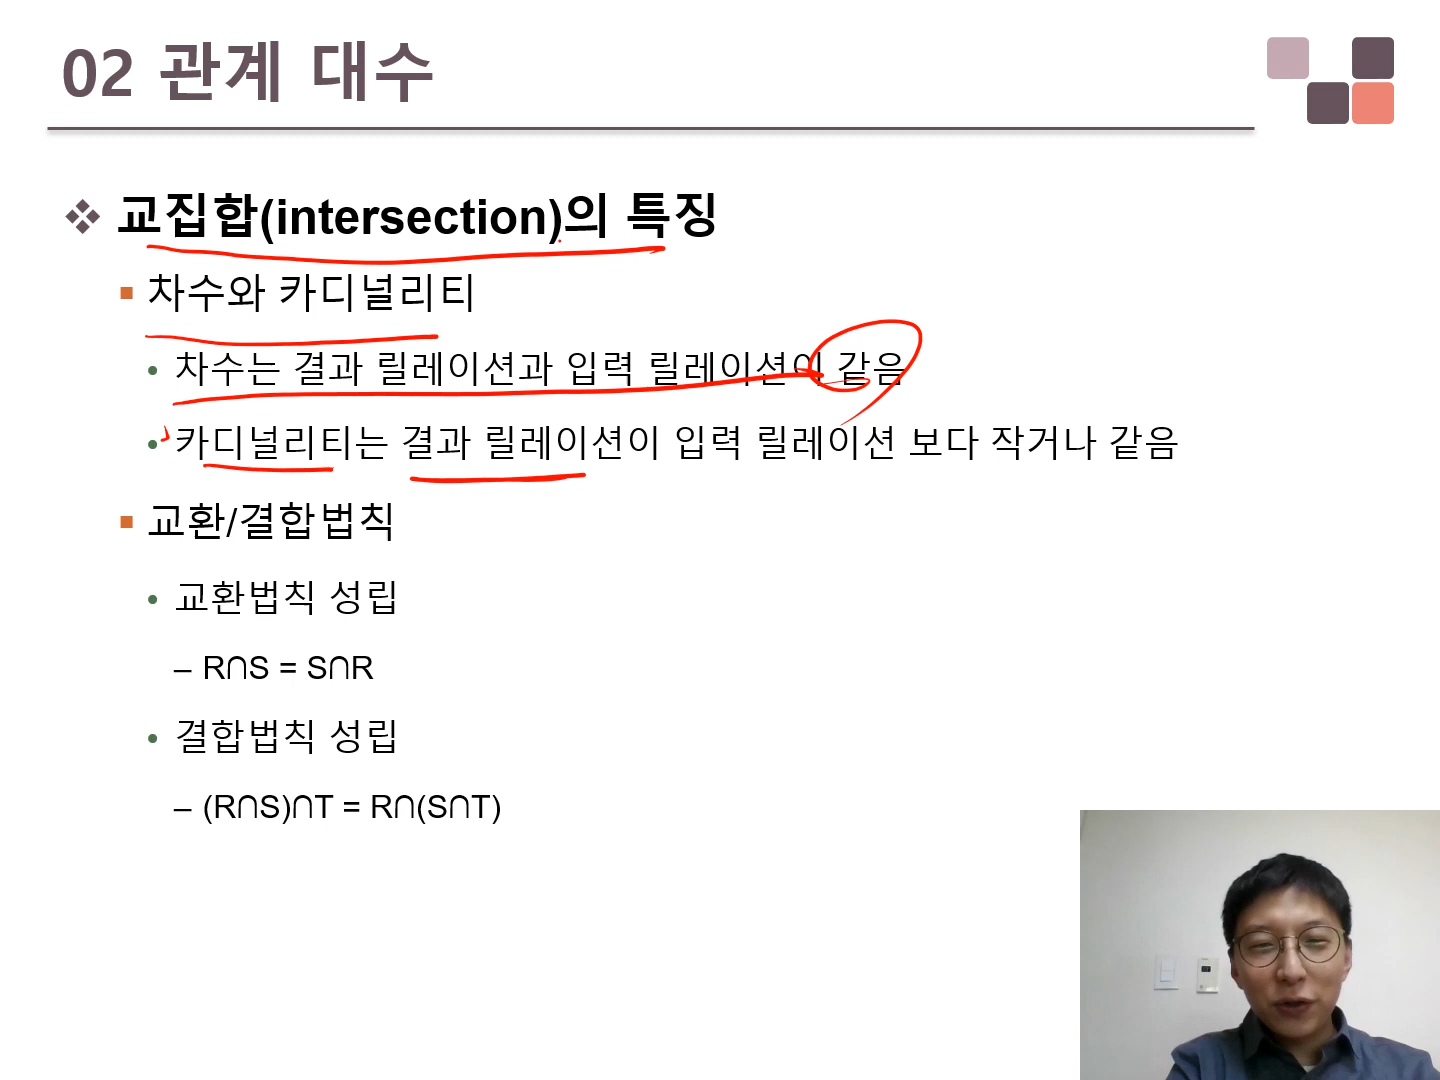 02 관계 대수
❖ 교집합(intersection)의 특징
▪ 차수와 카디널리티
• 차수는 결과 릴레이션과 입력 릴레이션이 같음
• 카디널리티는 결과 릴레이션이 입력 릴레이션 보다 작거나 같음
▪ 교환/결합법칙
• 교환법칙 성립
– R∩S = S∩R
• 결합법칙 성립
– (R∩S)∩T = R∩(S∩T)